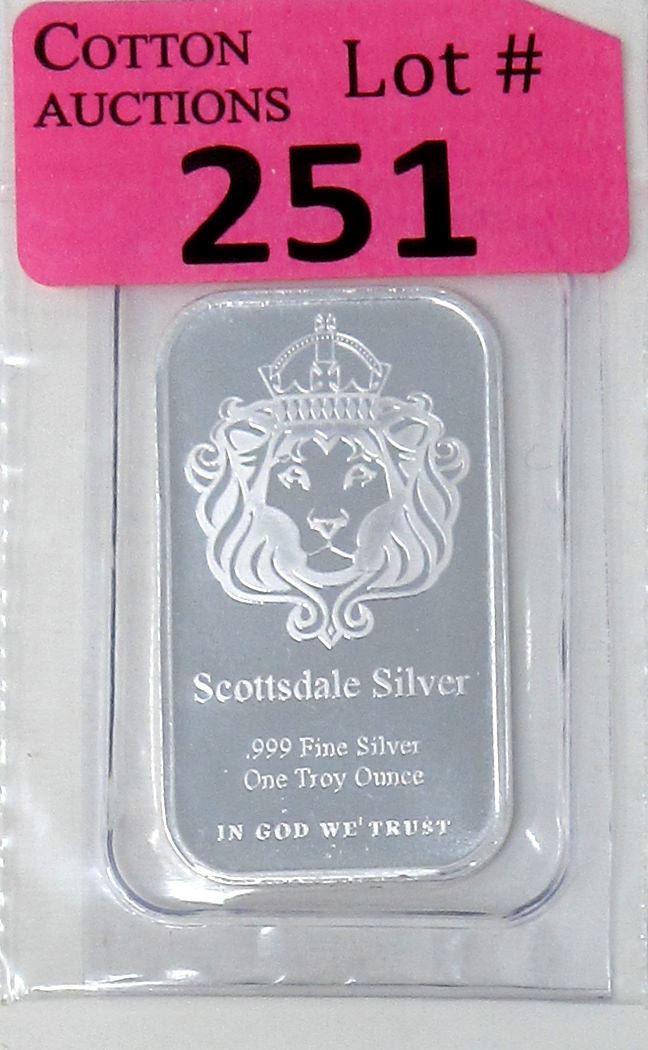 COTTON
AUCTIONS
Lot #
251
Scottsdale Silver
.999 Fine Silver
One Troy Ounce
IN GOD WE TRUST